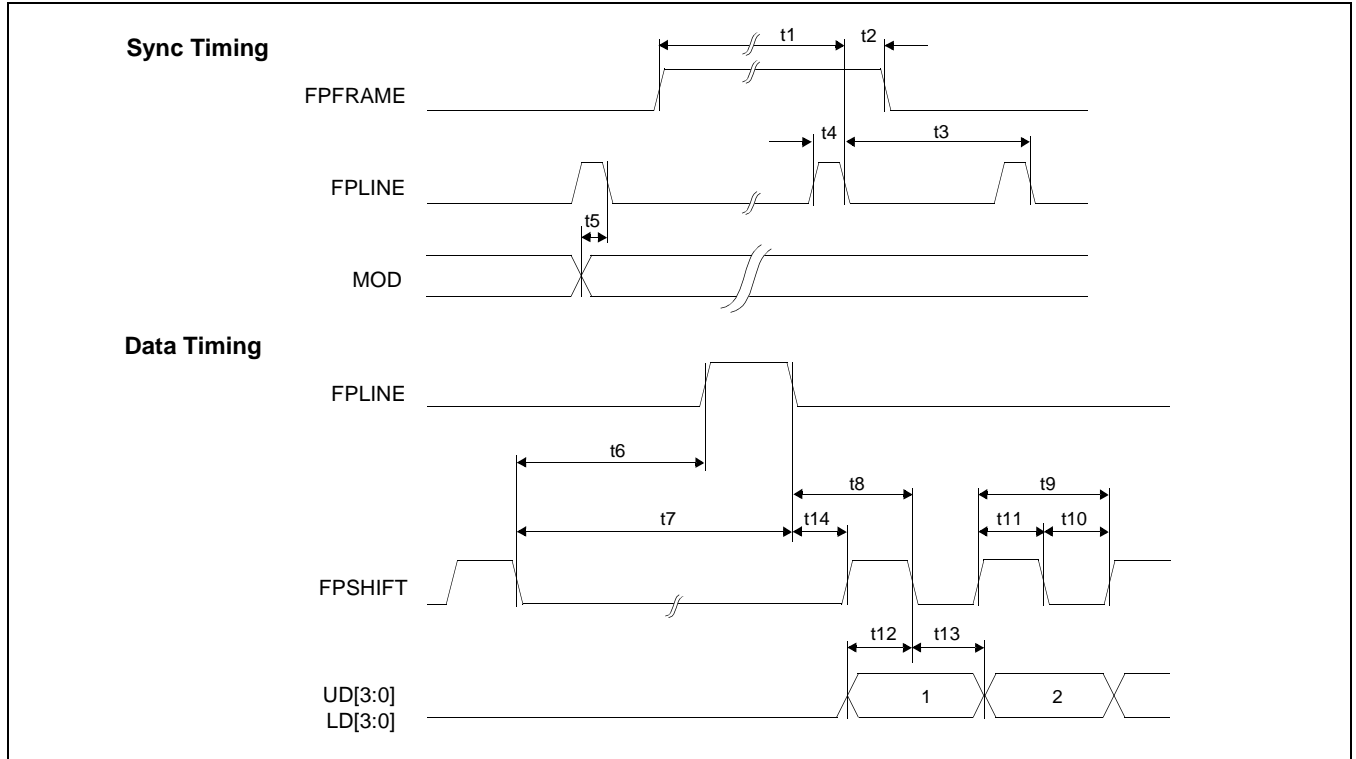 Sync Timing
t1
t2
FPFRAME
t4
t3
FPLINE
t5
MOD
Data Timing
FPLINE
t6
t8
t9
t7
t14
t11
t10
FPSHIFT
t12
t13
UD[3:0]
LD[3:0]
1
2